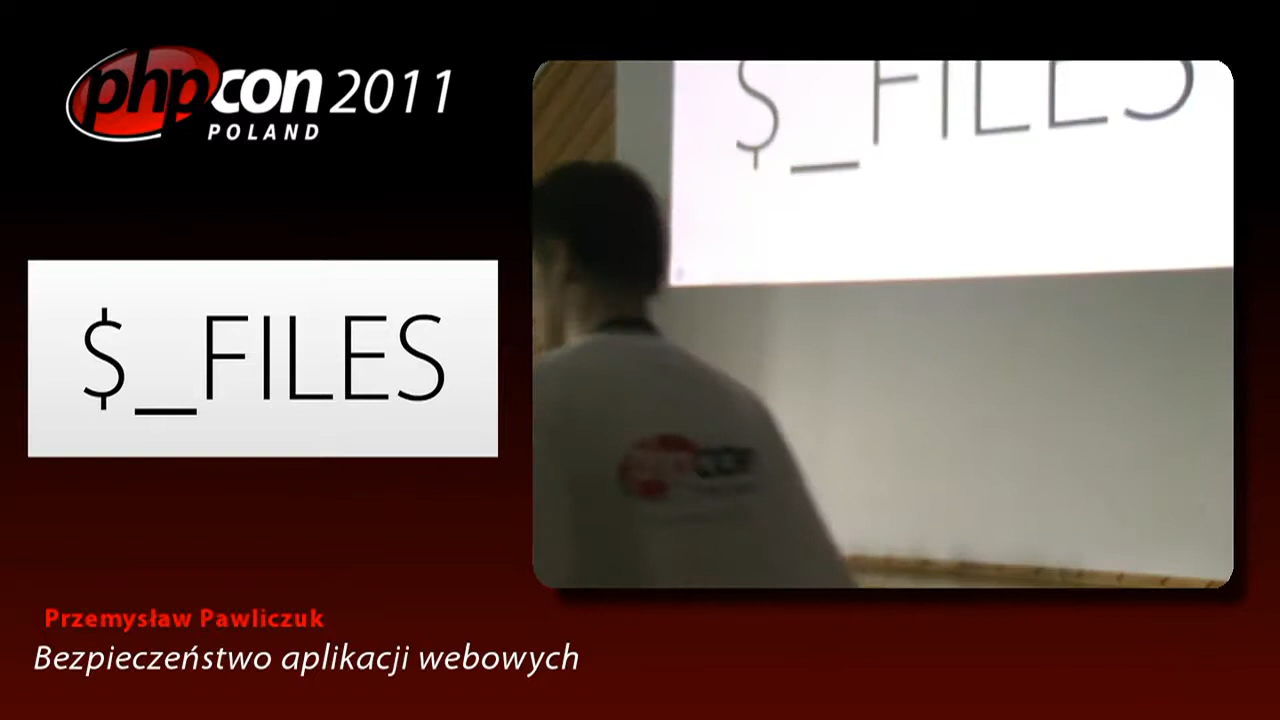 phpcon 2011
POLAND
$_FILES
$_FILES
Przemysław Pawliczuk
Bezpieczeństwo aplikacji webowych